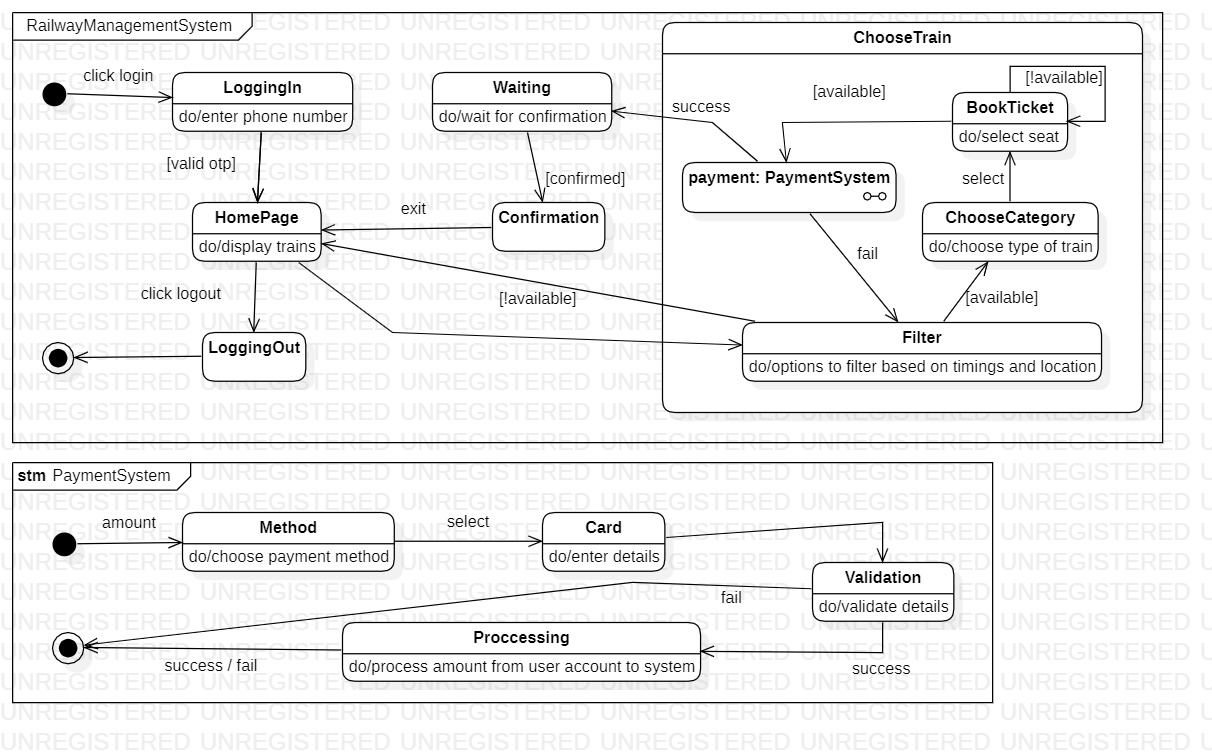 RailwayManagementSystem
ChooseTrain
click login
LoggingIn
do/enter phone number
Waiting
do/wait for confirmation
success
[available]
[!available]
BookTicket
do/select seat
[valid otp]
[confirmed]
payment: PaymentSystem
select
HomePage
do/display trains
exit
Confirmation
ChooseCategory
do/choose type of train
fail
click logout
[!available]
[available]
LoggingOut
Filter
do/options to filter based on timings and location
stm PaymentSystem
amount
Method
do/choose payment method
select
Card
do/enter details
Validation
do/validate details
fail
Proccessing
do/process amount from user account to system
success / fail
success
UNREGISTERED